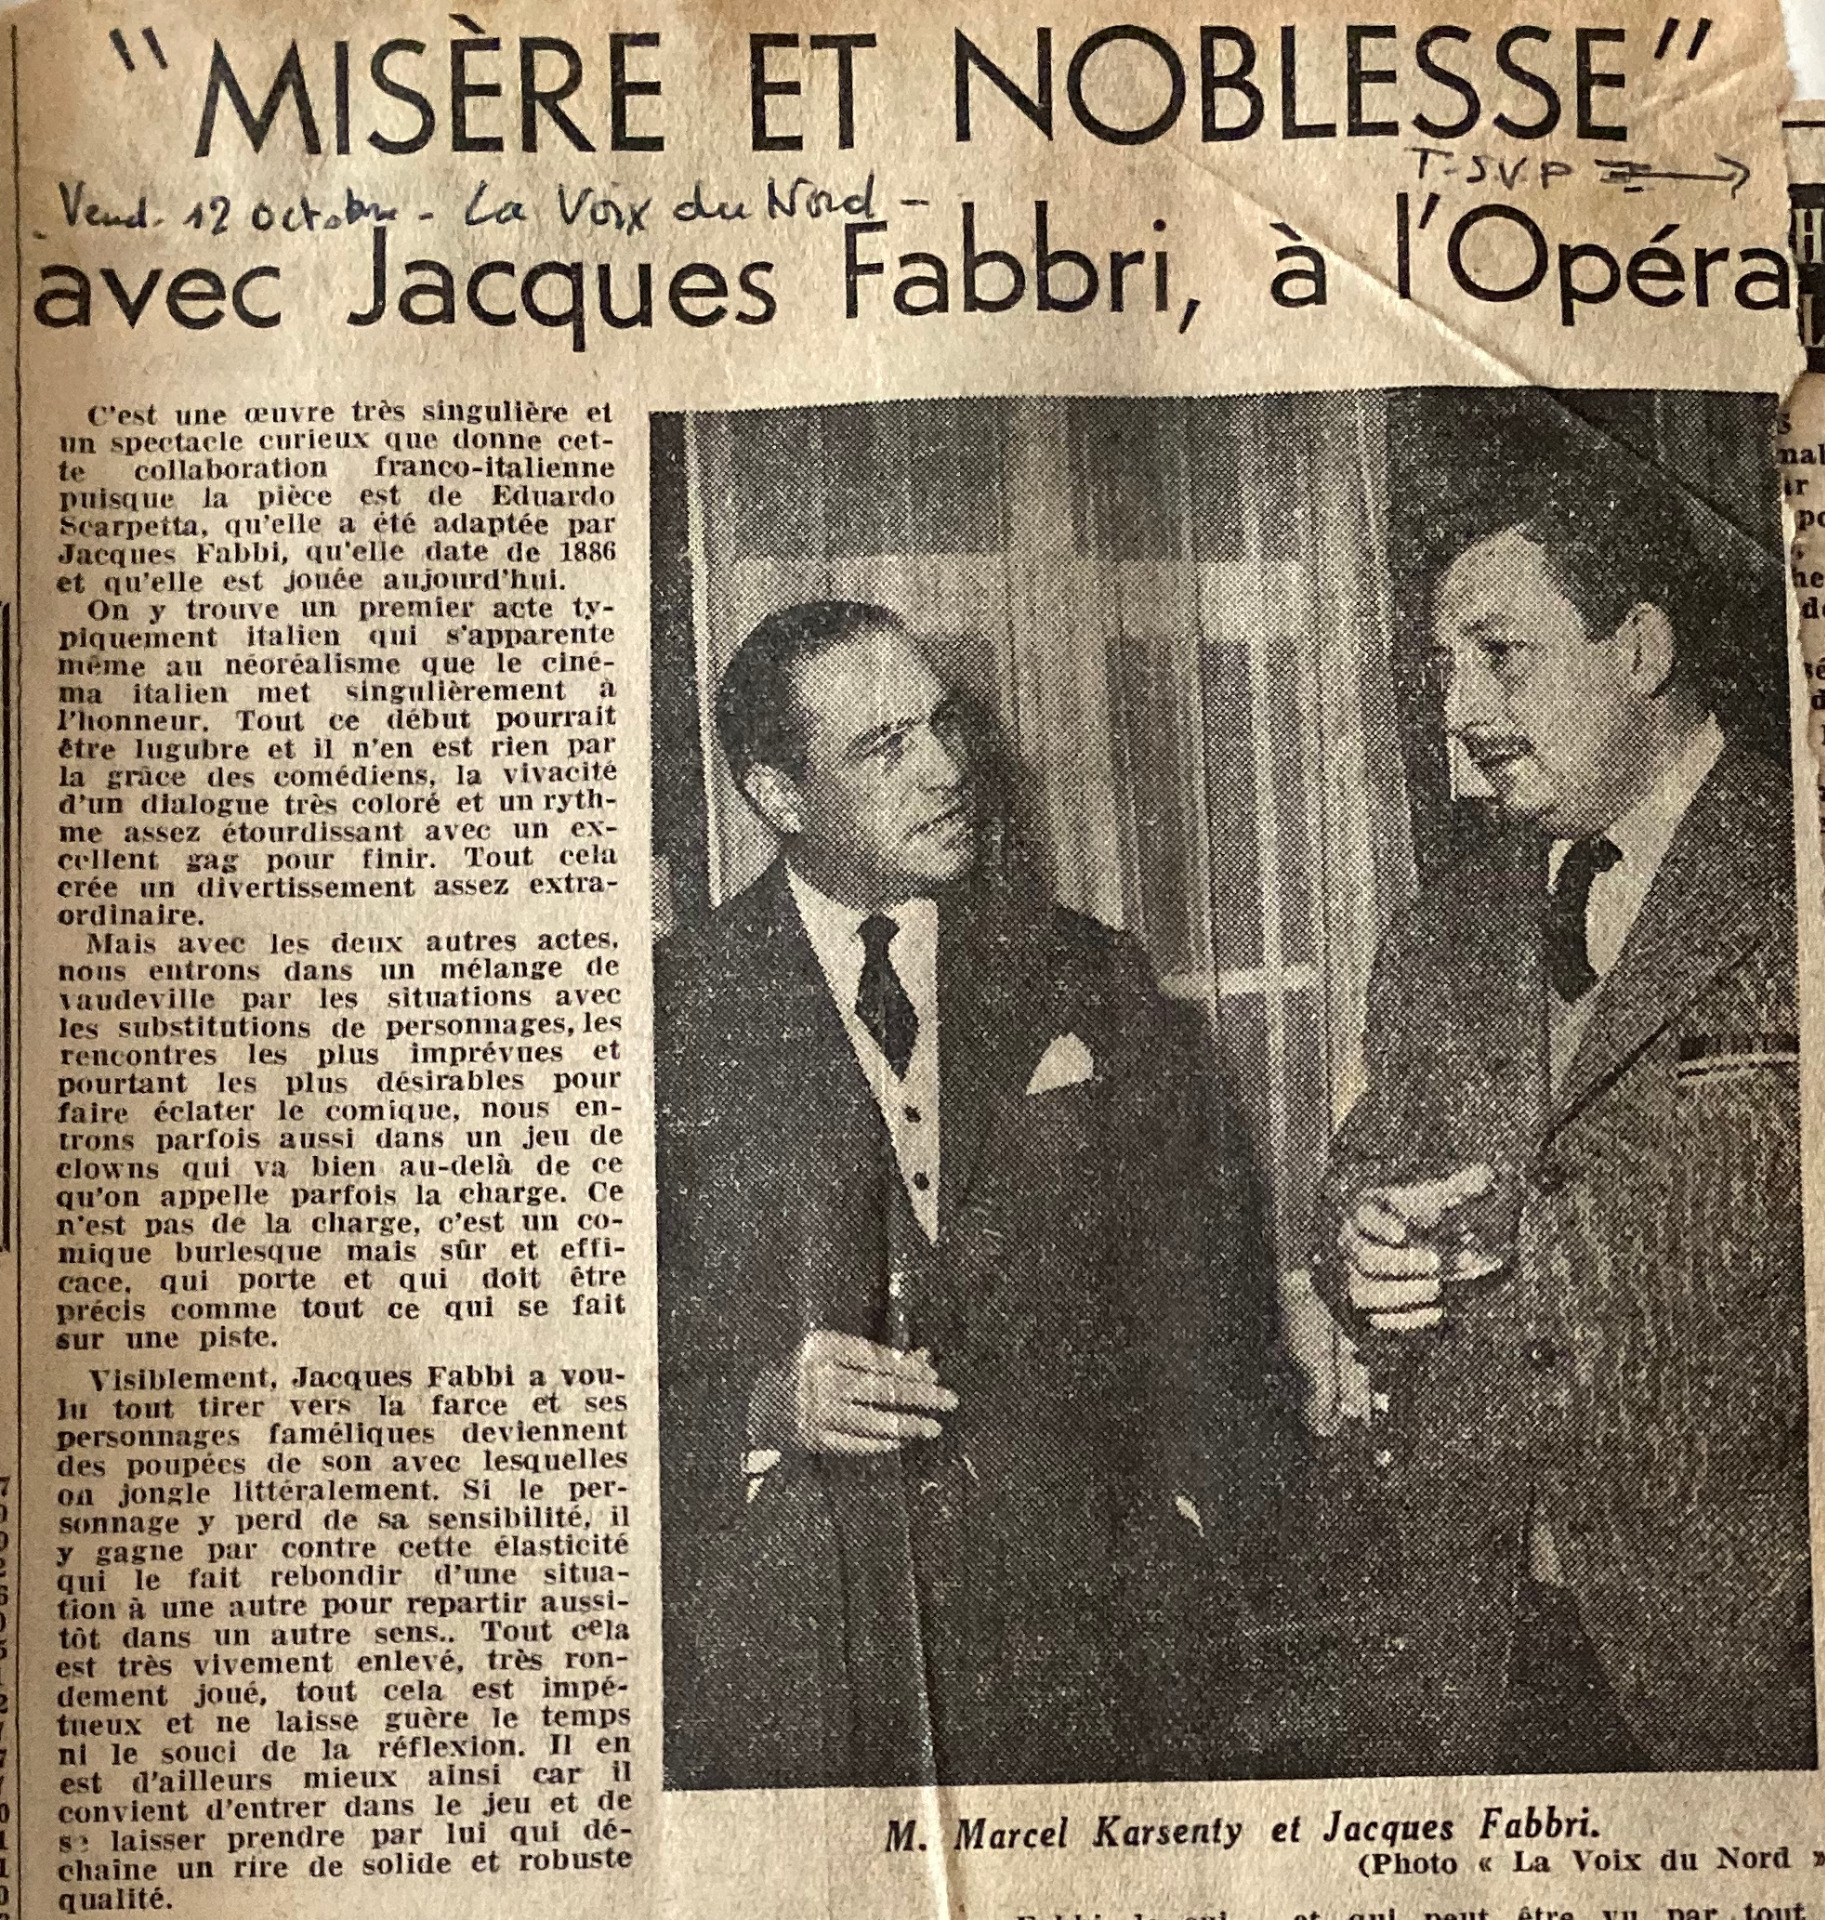 "MISÈRE ET NOBLESSE"
T.S.V.P
Vend. 12 Octobre - La Voix du Nord -
avec Jacques Fabbri, à l'Opéra
C'est une œuvre très singulière et
un spectacle curieux que donne cet-
te collaboration franco-italienne
puisque la pièce est de Eduardo
Scarpetta, qu'elle a été adaptée par
Jacques Fabbi, qu'elle date de 1886
et qu'elle est jouée aujourd'hui.
On y trouve un premier acte ty-
piquement italien qui s'apparente
même au néoréalisme que le ciné-
ma italien met singulièrement à
l'honneur. Tout ce début pourrait
être lugubre et il n'en est rien par
la grâce des comédiens, la vivacité
d'un dialogue très coloré et un ryth-
me assez étourdissant avec un ex-
cellent gag pour finir. Tout cela
crée un divertissement assez extra-
ordinaire.
Mais avec les deux autres actes,
nous entrons dans un mélange de
vaudeville par les situations avec
les substitutions de personnages, les
rencontres les plus imprévues et
pourtant les plus désirables pour
faire éclater le comique, nous en-
trons parfois aussi dans un jeu de
clowns qui va bien au-delà de ce
qu'on appelle parfois la charge. Ce
n'est pas de la charge, c'est un co-
mique burlesque mais sûr et effi-
cace, qui porte et qui doit être
précis comme tout ce qui se fait
sur une piste.
Visiblement, Jacques Fabbi a vou-
lu tout tirer vers la farce et ses
personnages faméliques deviennent
des poupées de son avec lesquelles
on jongle littéralement. Si le per-
sonnage y perd de sa sensibilité, il
y gagne par contre cette élasticité
qui le fait rebondir d'une situa-
tion à une autre pour repartir aussi-
tôt dans un autre sens.. Tout cela
est très vivement enlevé, très ron-
dement joué, tout cela est impé-
tueux et ne laisse guère le temps
ni le souci de la réflexion. Il en
est d'ailleurs mieux ainsi car il
convient d'entrer dans le jeu et de
se laisser prendre par lui qui dé-
chaîne un rire de solide et robuste
qualité.
M. Marcel Karsenty et Jacques Fabbri.
(Photo « La Voix du Nord »
et qui peut être vu par tout